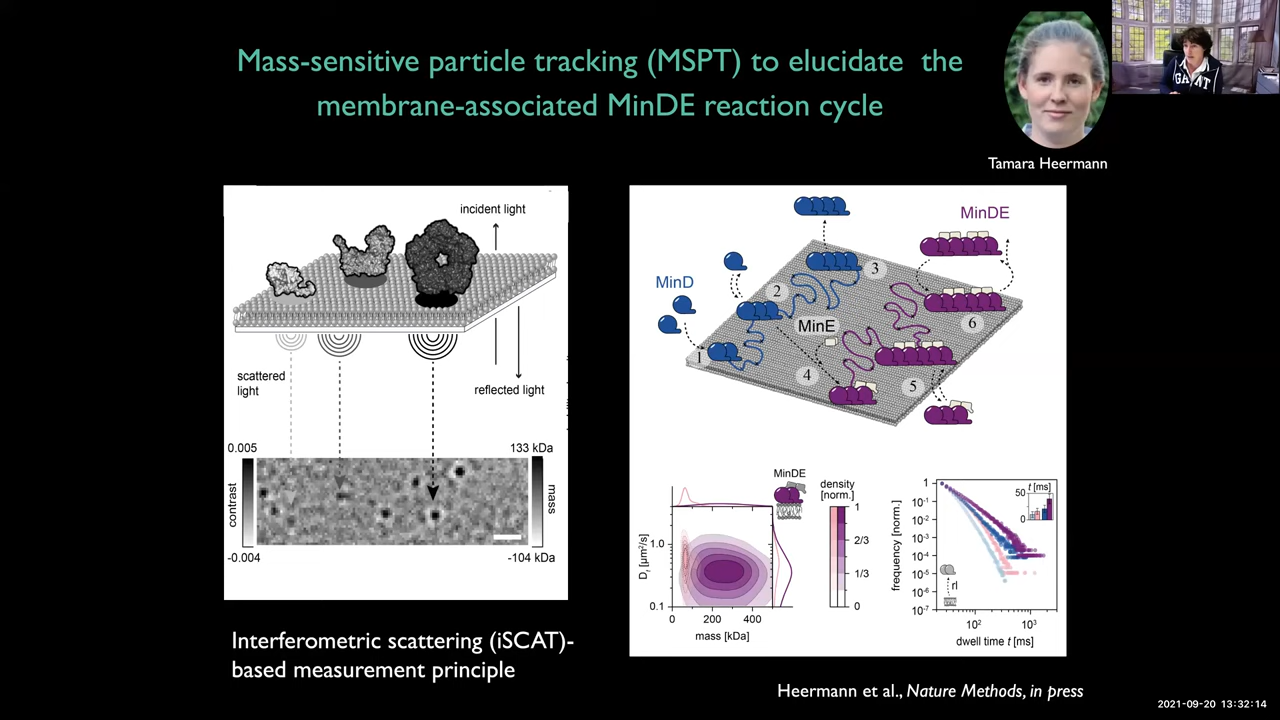 Mass-sensitive particle tracking (MSPT) to elucidate the
membrane-associated MinDE reaction cycle
Tamara Heermann
incident light
scattered
light
reflected light
0.005
133 kDa
contrast
mass
-0.004
-104 kDa
Interferometric scattering (iSCAT)-
based measurement principle
MinD
MinE
MinDE
1
2
3
4
5
6
MinDE
density
[norm.]
1
2/3
1/3
0
1.0
0.1
0
200
400
mass [kDa]
frequency [norm.]
1
10-1
10-2
10-3
10-4
10-5
10-6
10-7
t [ms]
50
0
rl
10²
10³
dwell time t [ms]
Heermann et al., Nature Methods, in press
2021-09-20 13:32:14